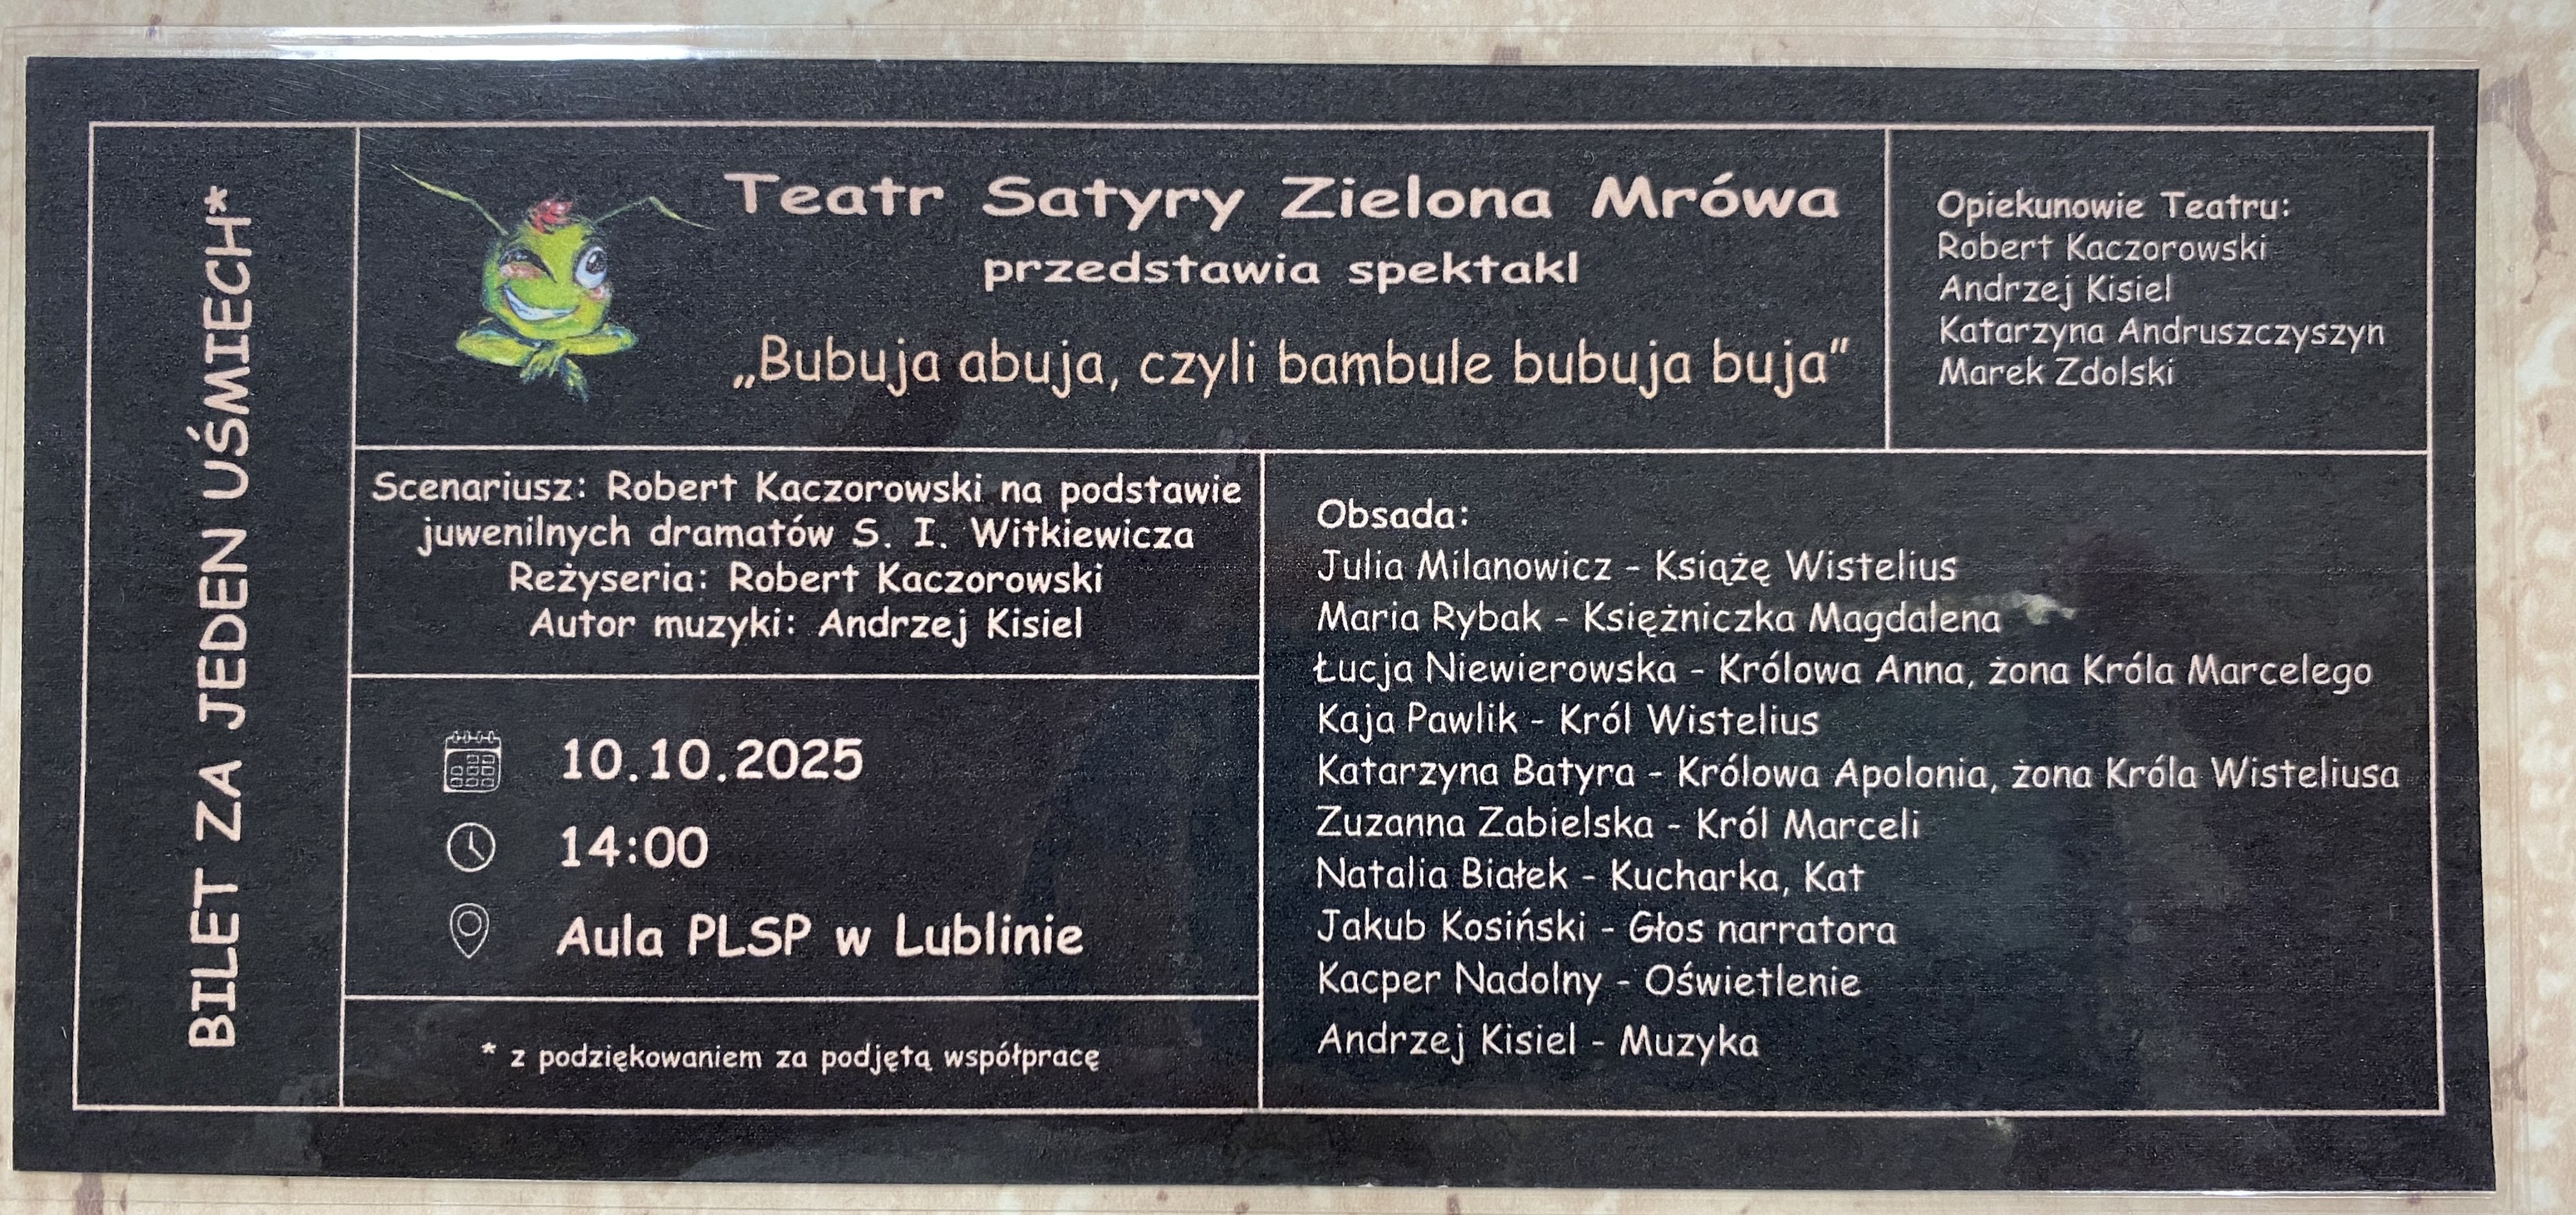 BILET ZA JEDEN UŚMIECH*
Teatr Satyry Zielona Mrówa
przedstawia spektakl
„Bubuja abuja, czyli bambule bubuja buja”
Opiekunowie Teatru:
Robert Kaczorowski
Andrzej Kisiel
Katarzyna Andruszczyszyn
Marek Zdolski
Scenariusz: Robert Kaczorowski na podstawie
juwenilnych dramatów S. I. Witkiewicza
Reżyseria: Robert Kaczorowski
Autor muzyki: Andrzej Kisiel
10.10.2025
14:00
Aula PLSP w Lublinie
* z podziękowaniem za podjętą współpracę
Obsada:
Julia Milanowicz - Książę Wistelius
Maria Rybak - Księżniczka Magdalena
Łucja Niewierowska - Królowa Anna, żona Króla Marcelego
Kaja Pawlik - Król Wistelius
Katarzyna Batyra - Królowa Apolonia, żona Króla Wisteliusa
Zuzanna Zabielska - Król Marceli
Natalia Białek - Kucharka, Kat
Jakub Kosiński - Głos narratora
Kacper Nadolny - Oświetlenie
Andrzej Kisiel - Muzyka